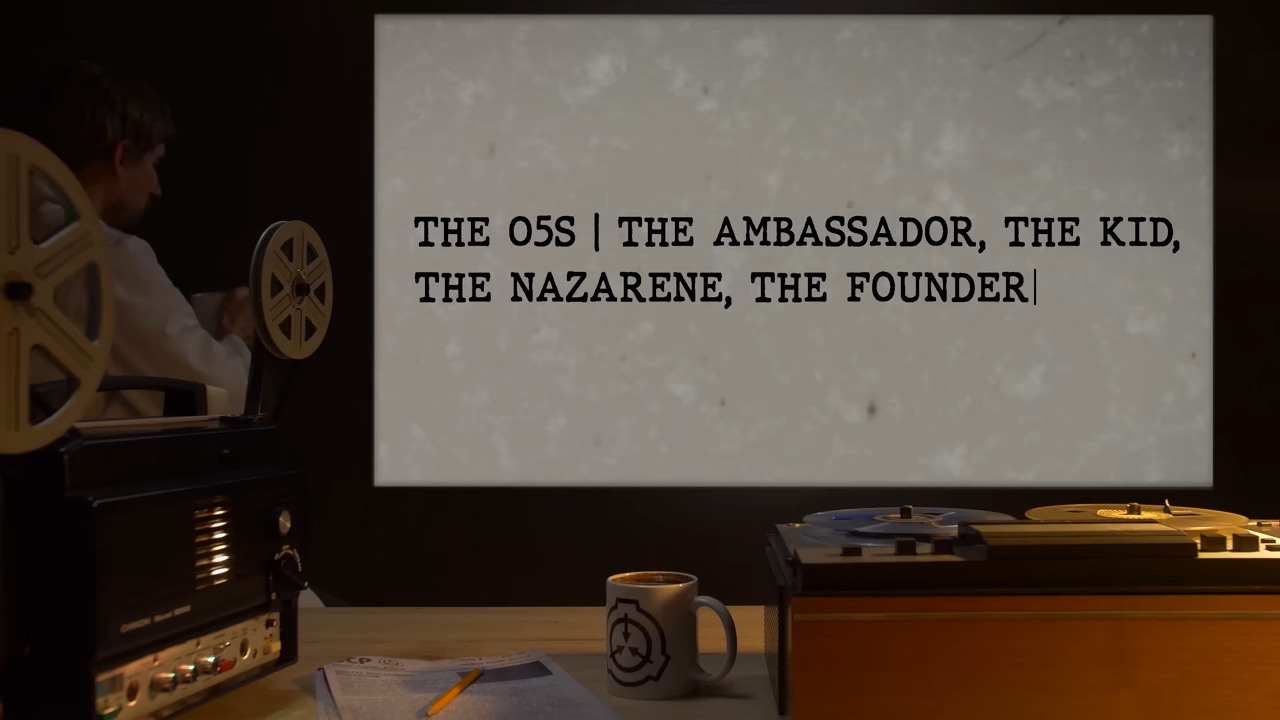 THE O5S | THE AMBASSADOR, THE KID,
THE NAZARENE, THE FOUNDER